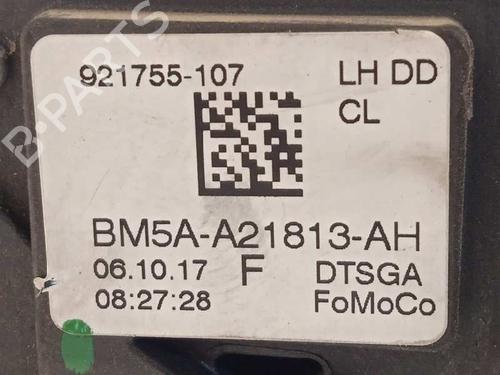 B-PARTS
921755-107 LH DD
CL
BM5A-A21813-AH
06.10.17 F DTSGA
08:27:28 FoMoCo